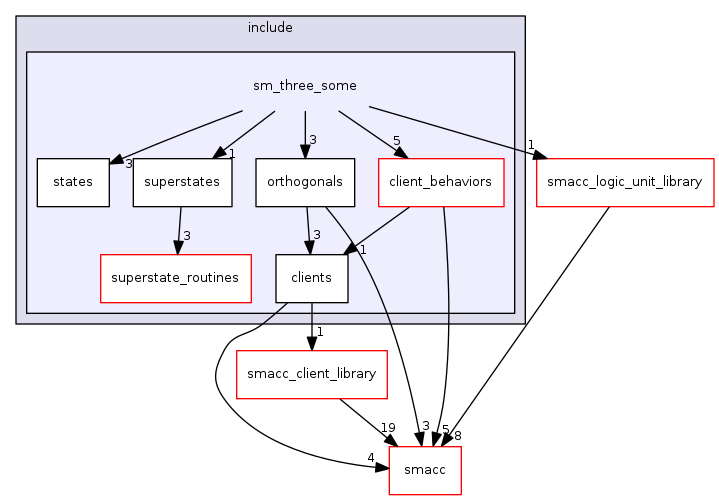 include
sm_three_some
3
5
1
3
1
states
superstates
orthogonals
client_behaviors
smacc_logic_unit_library
3
3
1
superstate_routines
clients
1
smacc_client_library
19
3
5
8
4
smacc